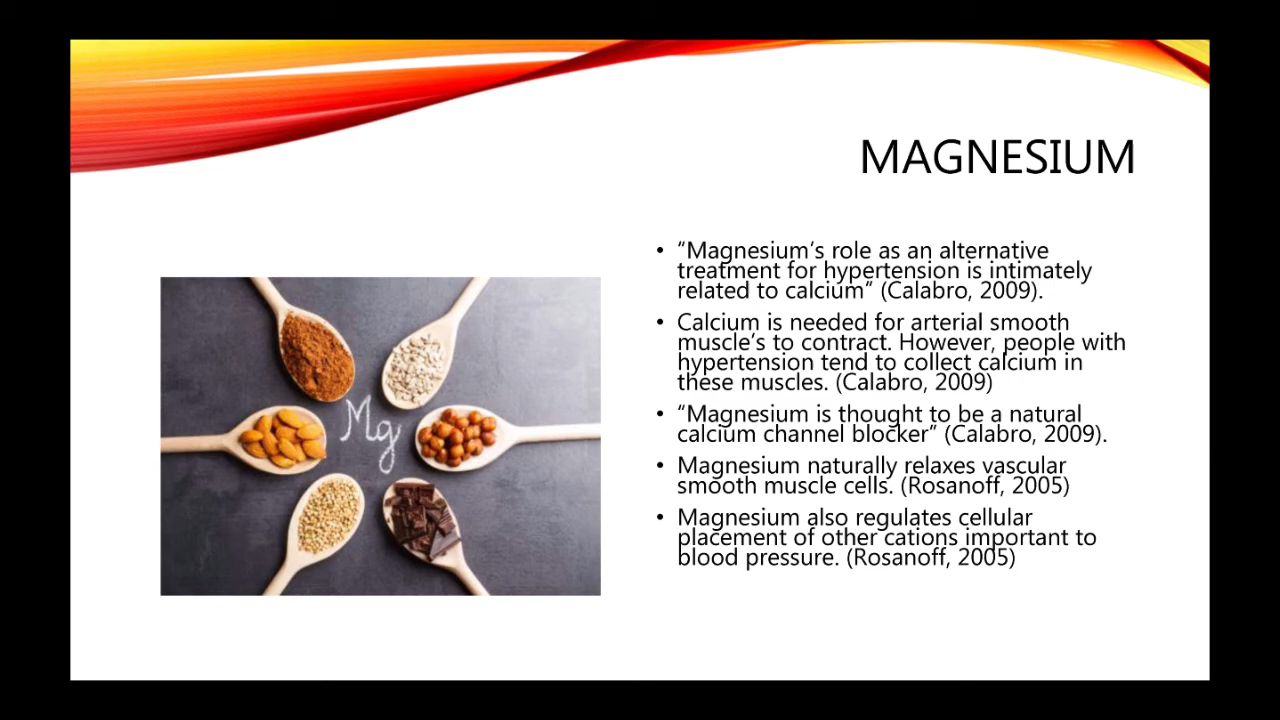 MAGNESIUM
• “Magnesium’s role as an alternative
treatment for hypertension is intimately
related to calcium” (Calabro, 2009).
• Calcium is needed for arterial smooth
muscle’s to contract. However, people with
hypertension tend to collect calcium in
these muscles. (Calabro, 2009)
• “Magnesium is thought to be a natural
calcium channel blocker” (Calabro, 2009).
• Magnesium naturally relaxes vascular
smooth muscle cells. (Rosanoff, 2005)
• Magnesium also regulates cellular
placement of other cations important to
blood pressure. (Rosanoff, 2005)
Mg